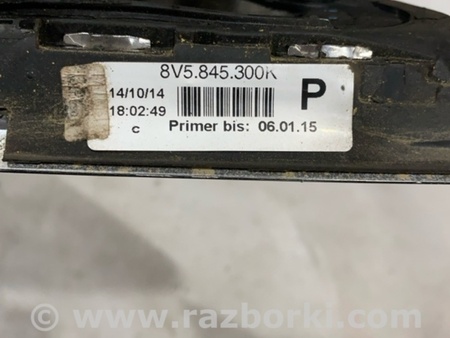 8V5.845.300K
14/10/14
18:02:49
P
c
Primer bis: 06.01.15
© www.razborki.com